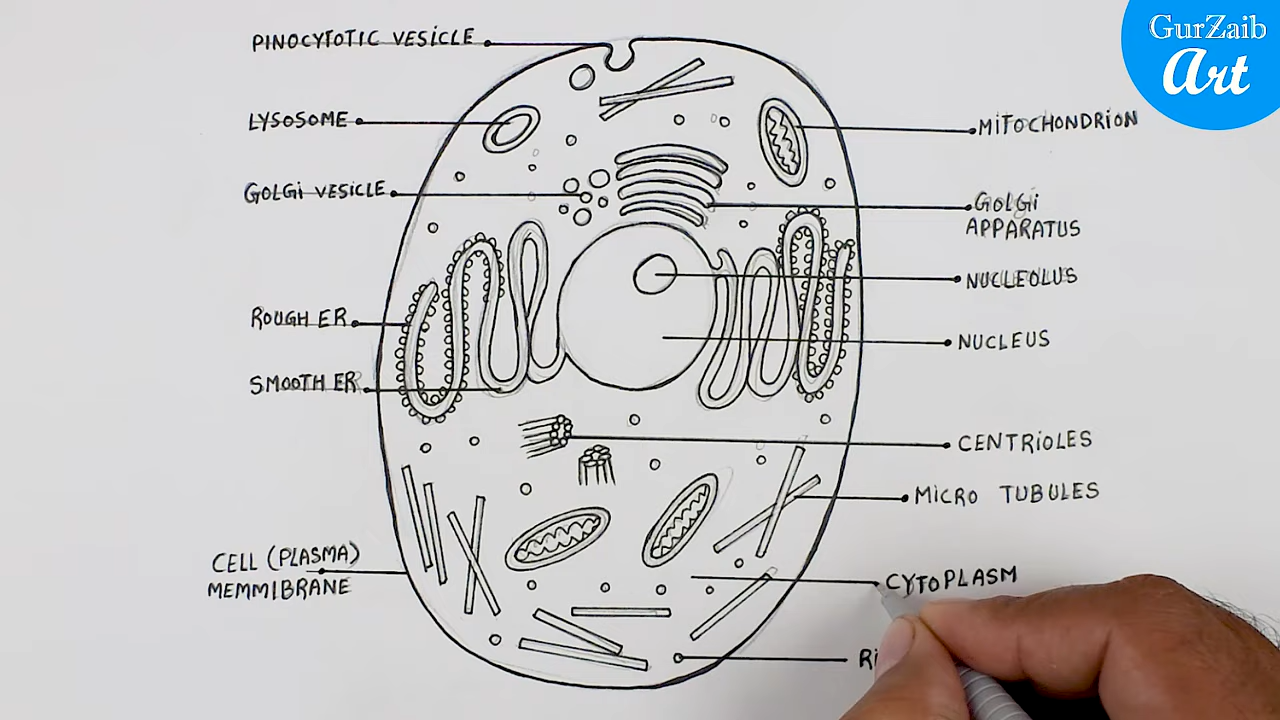 GurZaib
Art
PINOCYTOTIC VESICLE
LYSOSOME
MITOCHONDRION
GOLGI VESICLE
GOLGI
APPARATUS
NUCLEOLUS
ROUGH ER
NUCLEUS
SMOOTH ER
CENTRIOLES
MICRO TUBULES
CELL (PLASMA)
MEMMIBRANE
CYTOPLASM